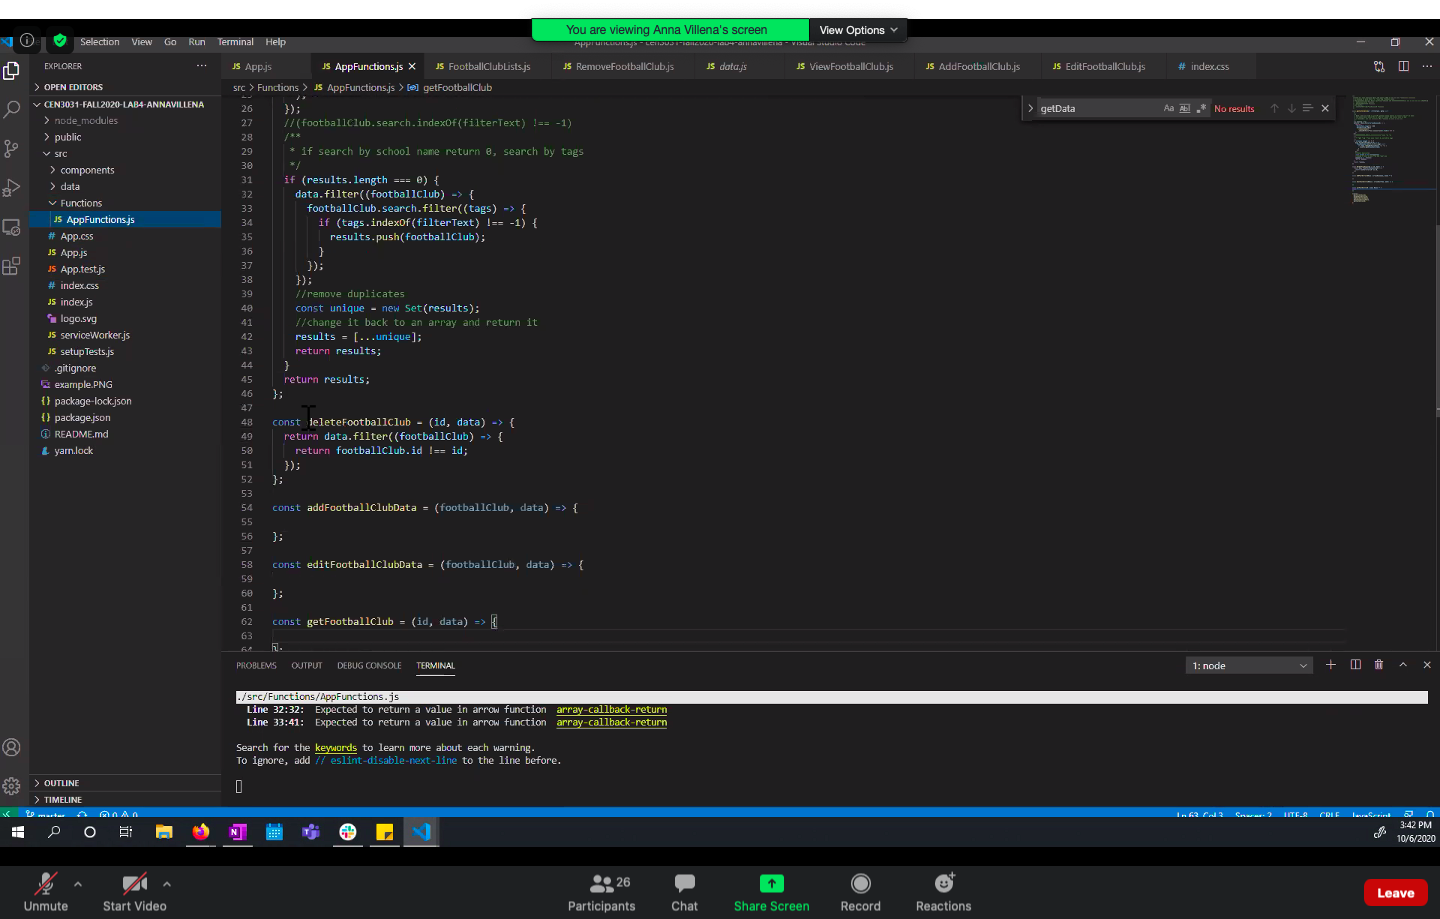 You are viewing Anna Villena's screen
View Options
Selection View Go Run Terminal Help
EXPLORER
App.js
AppFunctions.js
FootballClubLists.js
RemoveFootballClub.js
data.js
ViewFootballClub.js
AddFootballClub.js
EditFootballClub.js
index.css
OPEN EDITORS
CEN3031-FALL2020-LAB4-ANNAVILLENA
node_modules
public
src
components
data
Functions
JS AppFunctions.js
# App.css
JS App.js
JS App.test.js
# index.css
JS index.js
logo.svg
JS serviceWorker.js
JS setupTests.js
.gitignore
example.PNG
{} package-lock.json
{} package.json
README.md
yarn.lock
OUTLINE
TIMELINE
src > Functions > JS AppFunctions.js > getFootballClub
getData
Aa
No results
26 });
27 //(footballClub.search.indexOf(filterText) !== -1)
28 /**
29 * if search by school name return 0, search by tags
30 */
31 if (results.length === 0) {
32 data.filter((footballClub) => {
33 footballClub.search.filter((tags) => {
34 if (tags.indexOf(filterText) !== -1) {
35 results.push(footballClub);
36 }
37 });
38 });
39 //remove duplicates
40 const unique = new Set(results);
41 //change it back to an array and return it
42 results = [...unique];
43 return results;
44 }
45 return results;
46 };
47
48 const deleteFootballClub = (id, data) => {
49 return data.filter((footballClub) => {
50 return footballClub.id !== id;
51 });
52 };
53
54 const addFootballClubData = (footballClub, data) => {
55
56 };
57
58 const editFootballClubData = (footballClub, data) => {
59
60 };
61
62 const getFootballClub = (id, data) => {
63
64 };
PROBLEMS OUTPUT DEBUG CONSOLE TERMINAL
1: node
./src/Functions/AppFunctions.js
Line 32:32: Expected to return a value in arrow function array-callback-return
Line 33:41: Expected to return a value in arrow function array-callback-return
Search for the keywords to learn more about each warning.
To ignore, add // eslint-disable-next-line to the line before.
master
0 0
Ln 63, Col 3 Spaces: 2 UTF-8 CRLF JavaScript
3:42 PM
10/6/2020
Unmute
Start Video
26
Participants
Chat
Share Screen
Record
Reactions
Leave